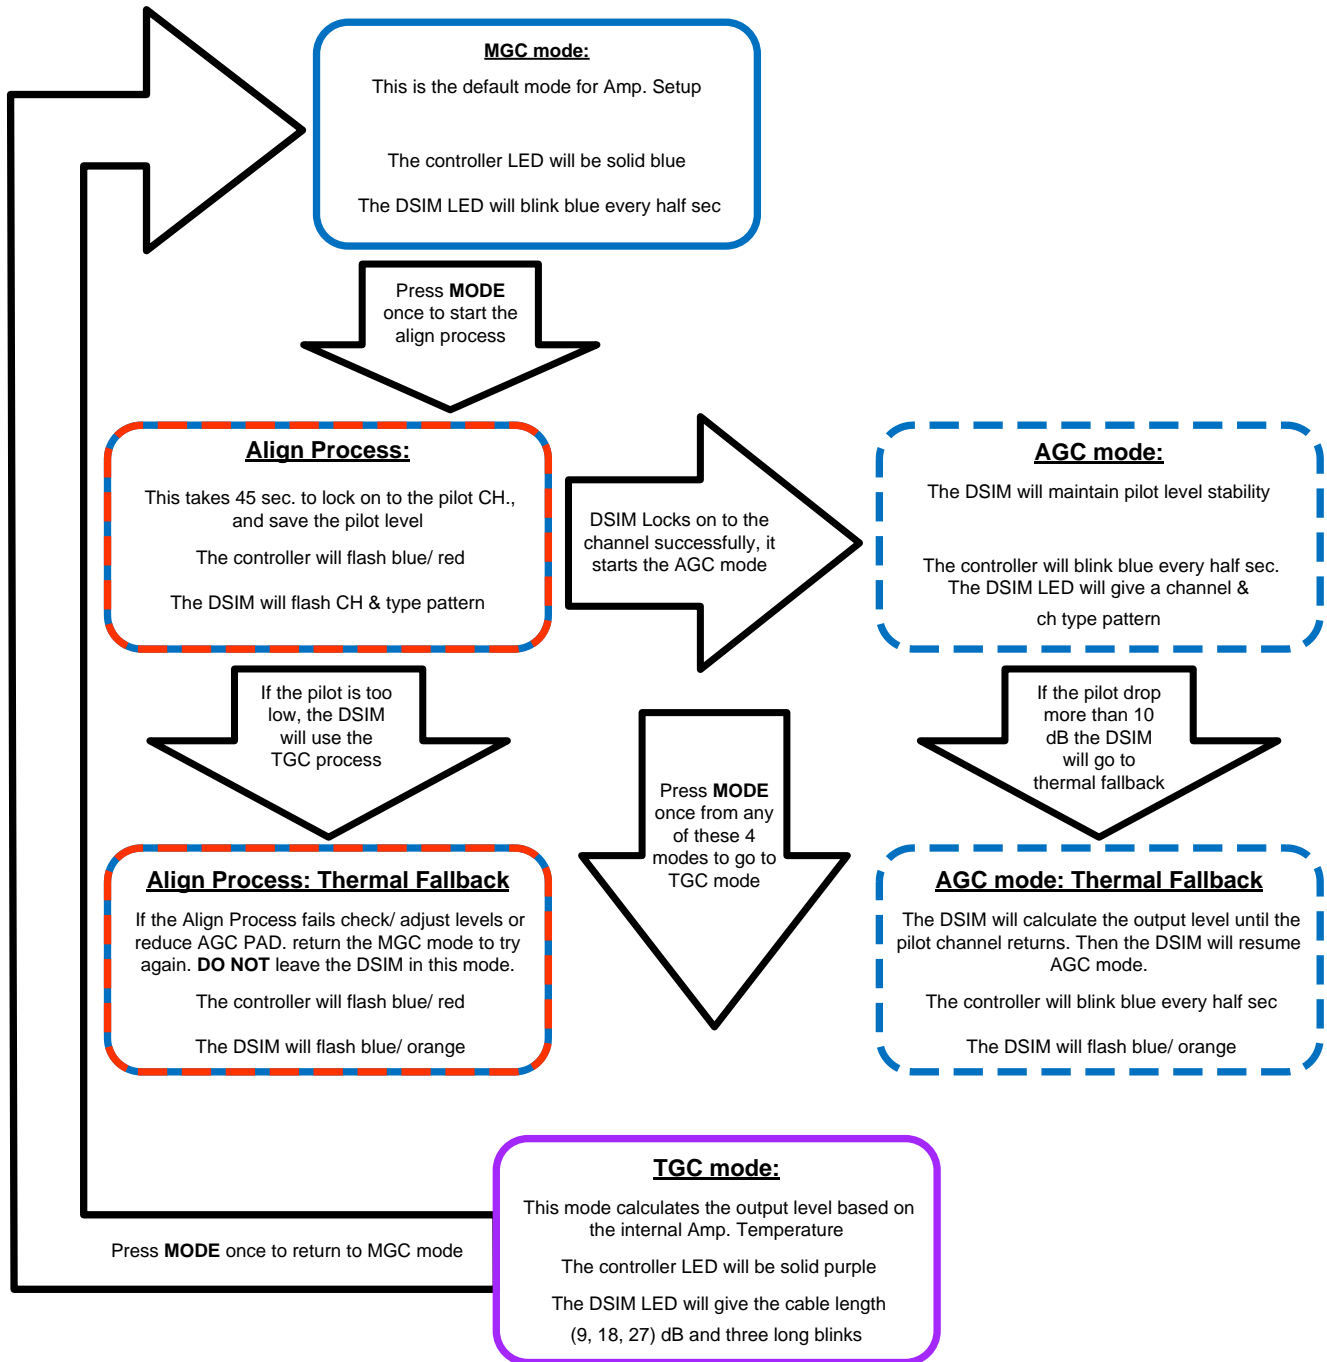 MGC mode:
This is the default mode for Amp. Setup
The controller LED will be solid blue
The DSIM LED will blink blue every half sec
Press MODE
once to start the
align process
Align Process:
This takes 45 sec. to lock on to the pilot CH.,
and save the pilot level
The controller will flash blue/ red
The DSIM will flash CH & type pattern
DSIM Locks on to the
channel successfully, it
starts the AGC mode
AGC mode:
The DSIM will maintain pilot level stability
The controller will blink blue every half sec.
The DSIM LED will give a channel &
ch type pattern
If the pilot is too
low, the DSIM
will use the
TGC process
Press MODE
once from any
of these 4
modes to go to
TGC mode
If the pilot drop
more than 10
dB the DSIM
will go to
thermal fallback
Align Process: Thermal Fallback
If the Align Process fails check/ adjust levels or
reduce AGC PAD. return the MGC mode to try
again. DO NOT leave the DSIM in this mode.
The controller will flash blue/ red
The DSIM will flash blue/ orange
AGC mode: Thermal Fallback
The DSIM will calculate the output level until the
pilot channel returns. Then the DSIM will resume
AGC mode.
The controller will blink blue every half sec
The DSIM will flash blue/ orange
TGC mode:
This mode calculates the output level based on
the internal Amp. Temperature
The controller LED will be solid purple
The DSIM LED will give the cable length
(9, 18, 27) dB and three long blinks
Press MODE once to return to MGC mode